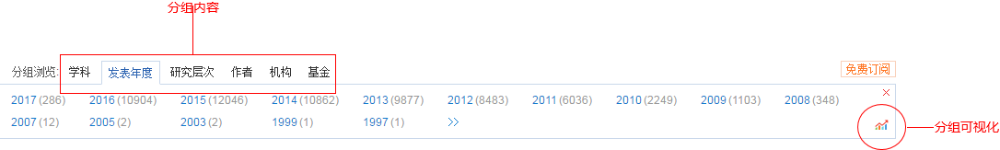 分组内容
分组浏览: 学科 发表年度 研究层次 作者 机构 基金 免费订阅
2017 (286) 2016 (10904) 2015 (12046) 2014 (10862) 2013 (9877) 2012 (8483) 2011 (6036) 2010 (2249) 2009 (1103) 2008 (348)
2007 (12) 2005 (2) 2003 (2) 1999 (1) 1997 (1) >>
分组可视化